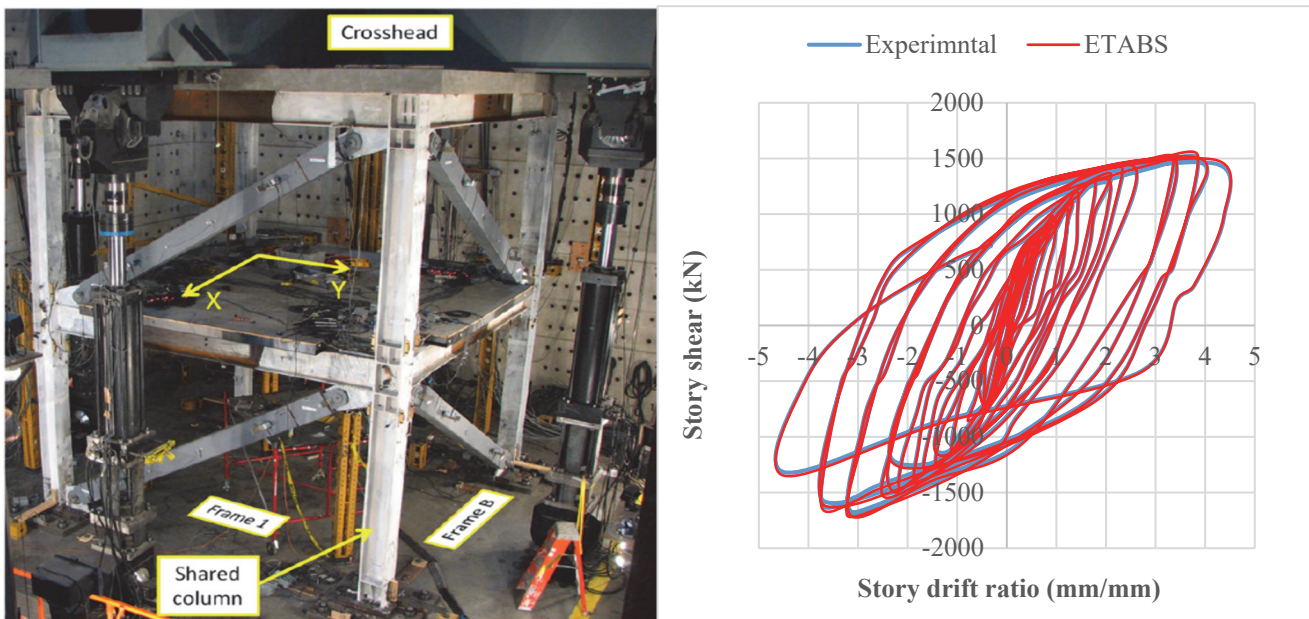 Crosshead
X
Y
Frame 1
Frame B
Shared
column
Experimntal
ETABS
Story shear (kN)
2000
1500
1000
500
0
-500
-1000
-1500
-2000
-5 -4 -3 -2 -1 0 1 2 3 4 5
Story drift ratio (mm/mm)